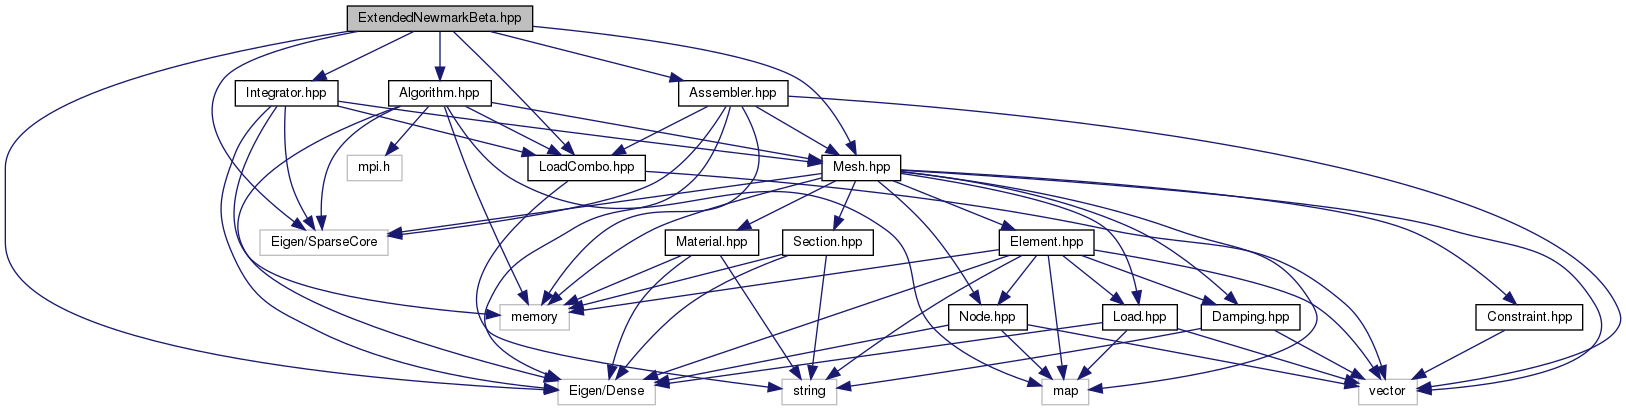 ExtendedNewmarkBeta.hpp
Integrator.hpp
Algorithm.hpp
Assembler.hpp
mpi.h
LoadCombo.hpp
Mesh.hpp
Eigen/SparseCore
Material.hpp
Section.hpp
Element.hpp
memory
Node.hpp
Load.hpp
Damping.hpp
Constraint.hpp
Eigen/Dense
string
map
vector